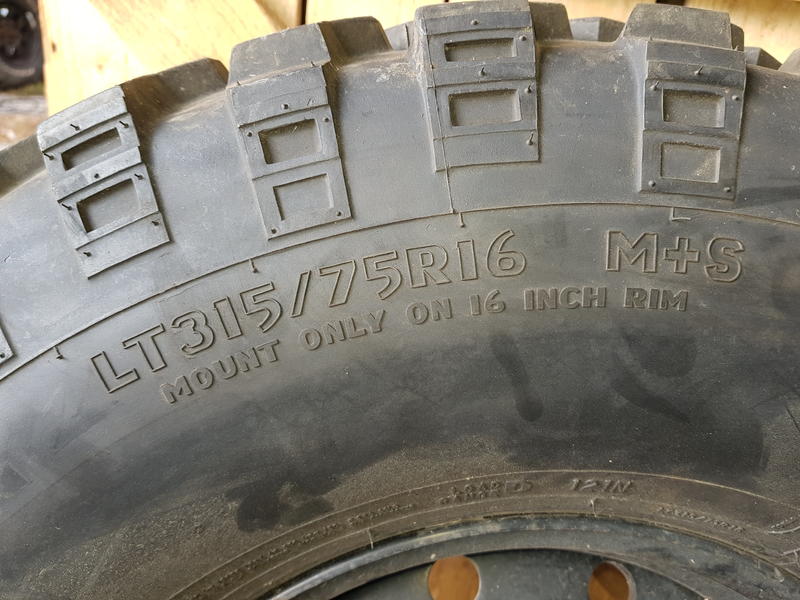 LT315/75R16 M+S
MOUNT ONLY ON 16 INCH RIM